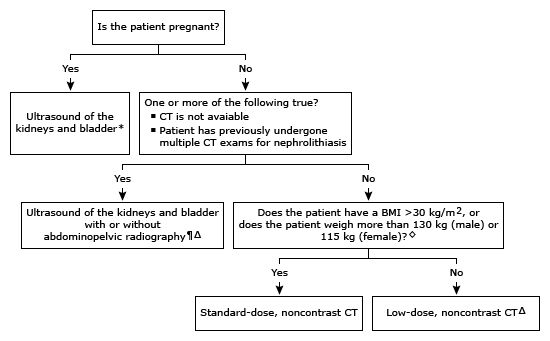 Is the patient pregnant?
Yes
No
Ultrasound of the
kidneys and bladder*
One or more of the following true?
▪ CT is not avaiable
▪ Patient has previously undergone
multiple CT exams for nephrolithiasis
Yes
No
Ultrasound of the kidneys and bladder
with or without
abdominopelvic radiography¶Δ
Does the patient have a BMI >30 kg/m², or
does the patient weigh more than 130 kg (male) or
115 kg (female)?◇
Yes
No
Standard-dose, noncontrast CT
Low-dose, noncontrast CTΔ